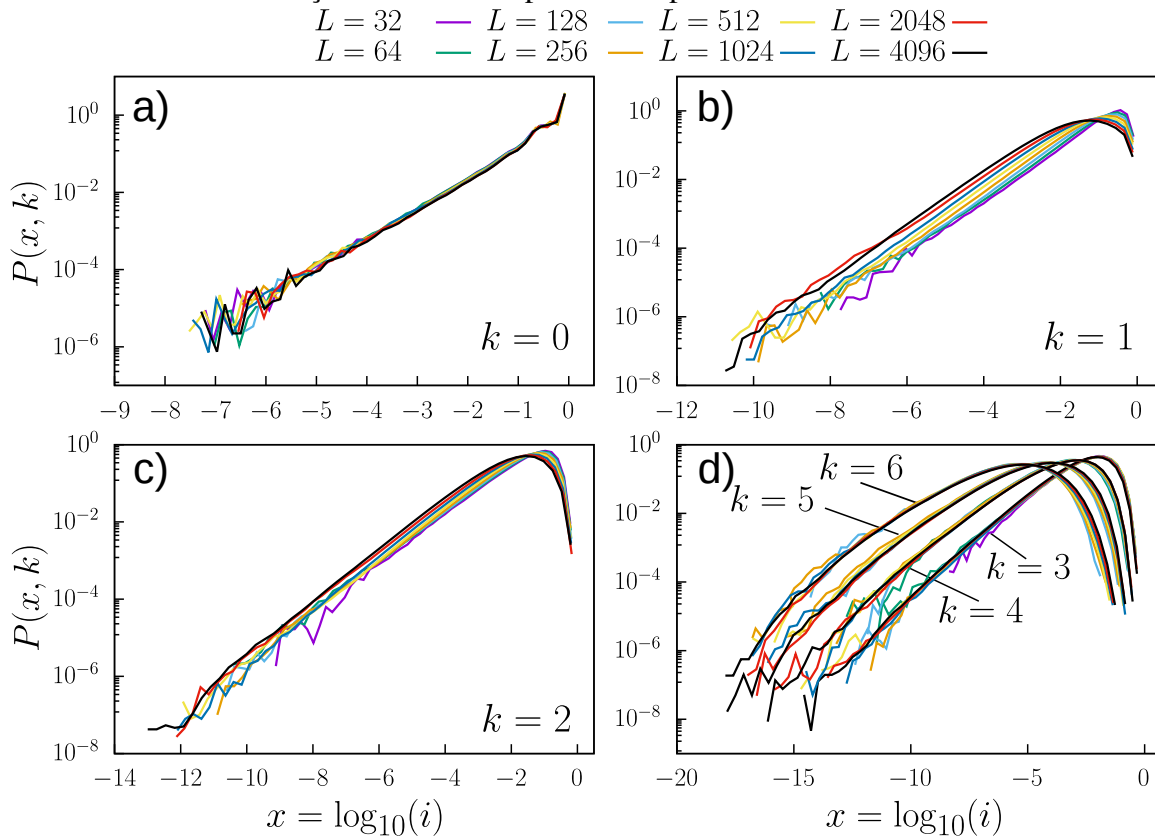 L = 32 L = 128 L = 512 L = 2048
L = 64 L = 256 L = 1024 L = 4096
a)
10^0
10^{-2}
10^{-4}
10^{-6}
P(x, k)
k = 0
−9 −8 −7 −6 −5 −4 −3 −2 −1 0
b)
10^0
10^{-2}
10^{-4}
10^{-6}
10^{-8}
k = 1
−12 −10 −8 −6 −4 −2 0
c)
10^0
10^{-2}
10^{-4}
10^{-6}
10^{-8}
P(x, k)
k = 2
−14 −12 −10 −8 −6 −4 −2 0
x = log_{10}(i)
d)
10^0
10^{-2}
10^{-4}
10^{-6}
10^{-8}
k = 6
k = 5
k = 3
k = 4
−20 −15 −10 −5 0
x = log_{10}(i)